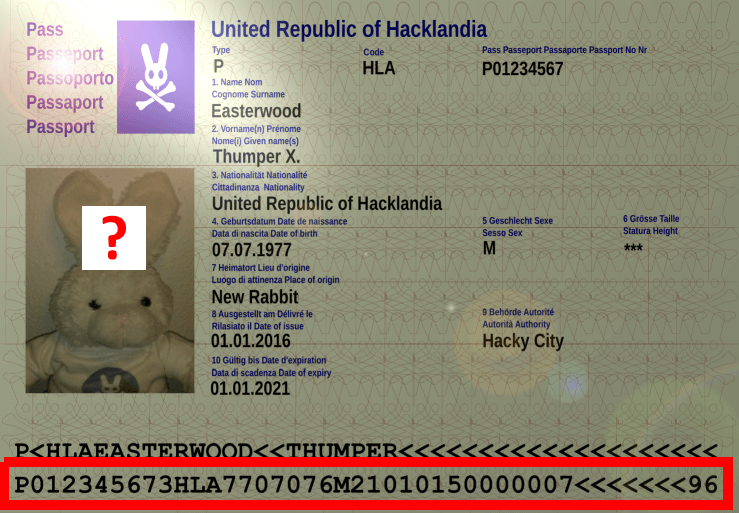 Pass
Passeport
Passoporto
Passaport
Passport
United Republic of Hacklandia
Type
Code
Pass Passeport Passaporte Passport No Nr
P
HLA
P01234567
1. Name Nom
Cognome Surname
Easterwood
2. Vorname(n) Prénome
Nome(i) Given name(s)
Thumper X.
3. Nationalität Nationalité
Cittadinanza Nationality
United Republic of Hacklandia
4. Geburtsdatum Date de naissance
Data di nascita Date of birth
07.07.1977
5 Geschlecht Sexe
Sesso Sex
M
6 Grösse Taille
Statura Height
***
7 Heimatort Lieu d'origine
Luogo di attinenza Place of origin
New Rabbit
8 Ausgestellt am Délivré le
Rilasiato il Date of issue
01.01.2016
9 Behörde Autorité
Autorità Authority
Hacky City
10 Gültig bis Date d'expiration
Data di scadenza Date of expiry
01.01.2021
?
P<HLAEASTERWOOD<<THUMPER<<<<<<<<<<<<<<<<<<<<
P012345673HLA7707076M21010150000007<<<<<<<96